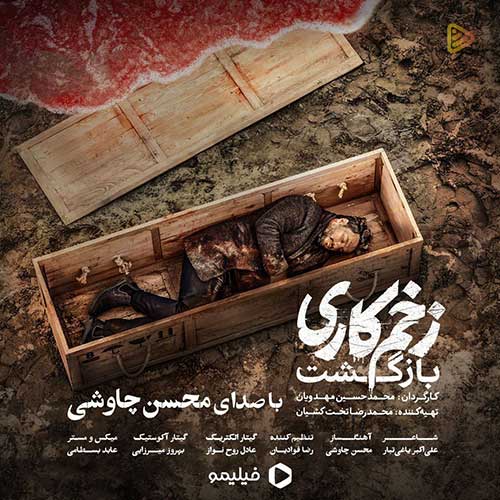 زخم کاری
بازگشت
کارگردان: محمدحسین مهدویان
تهیه‌کننده: محمدرضا تخت‌کشیان
با صدای محسن چاوشی
شاعر
علی‌اکبر یاغی‌تبار
آهنگساز
محسن چاوشی
تنظیم‌کننده
رضا فوادیان
گیتار الکتریک
عادل روح نواز
گیتار آکوستیک
بهروز میرزایی
میکس و مستر
عابد بسطامی
فیلیمو